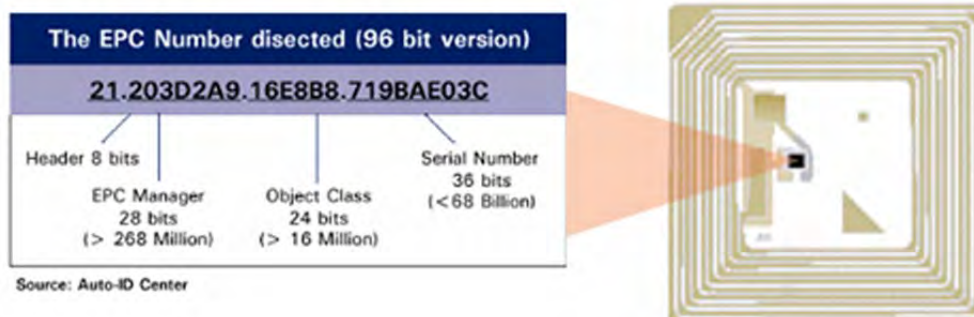 The EPC Number disected (96 bit version)
21.203D2A9.16E8B8.719BAE03C
Header 8 bits
EPC Manager
28 bits
(> 268 Million)
Object Class
24 bits
(> 16 Million)
Serial Number
36 bits
(<68 Billion)
Source: Auto-ID Center